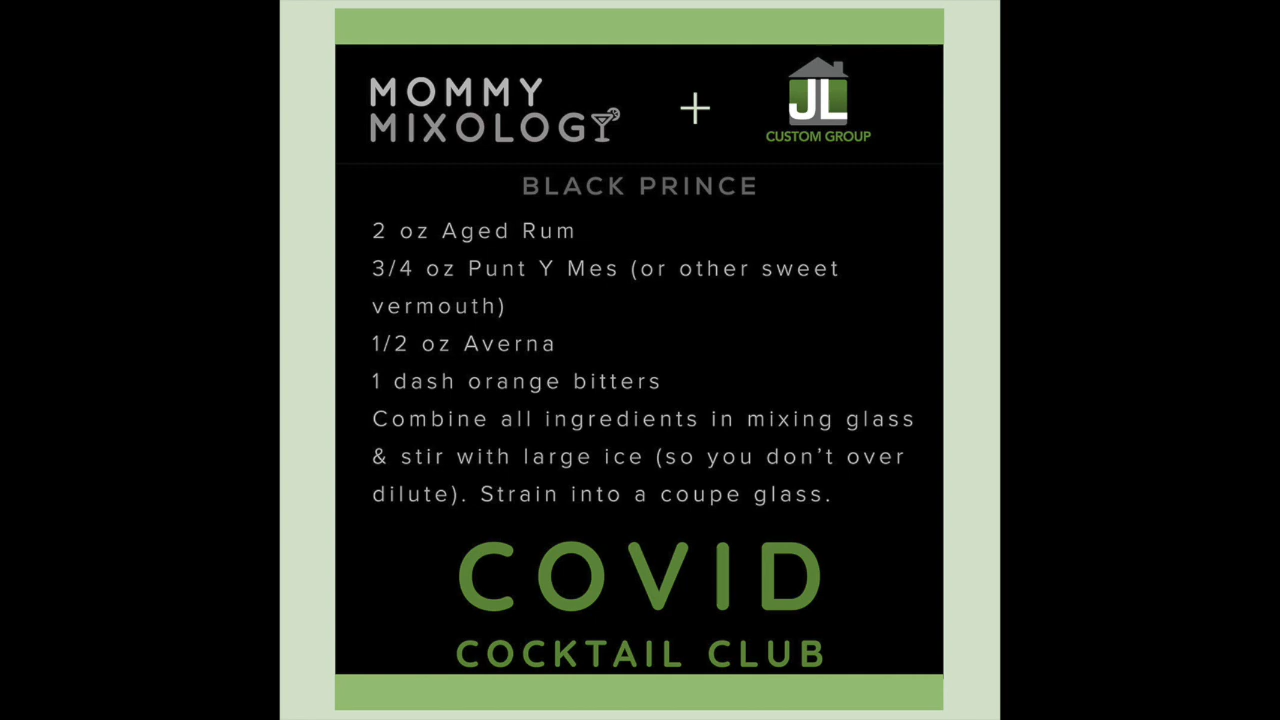 MOMMY
MIXOLOGY
+
JL
CUSTOM GROUP
BLACK PRINCE
2 oz Aged Rum
3/4 oz Punt Y Mes (or other sweet
vermouth)
1/2 oz Averna
1 dash orange bitters
Combine all ingredients in mixing glass
& stir with large ice (so you don’t over
dilute). Strain into a coupe glass.
COVID
COCKTAIL CLUB